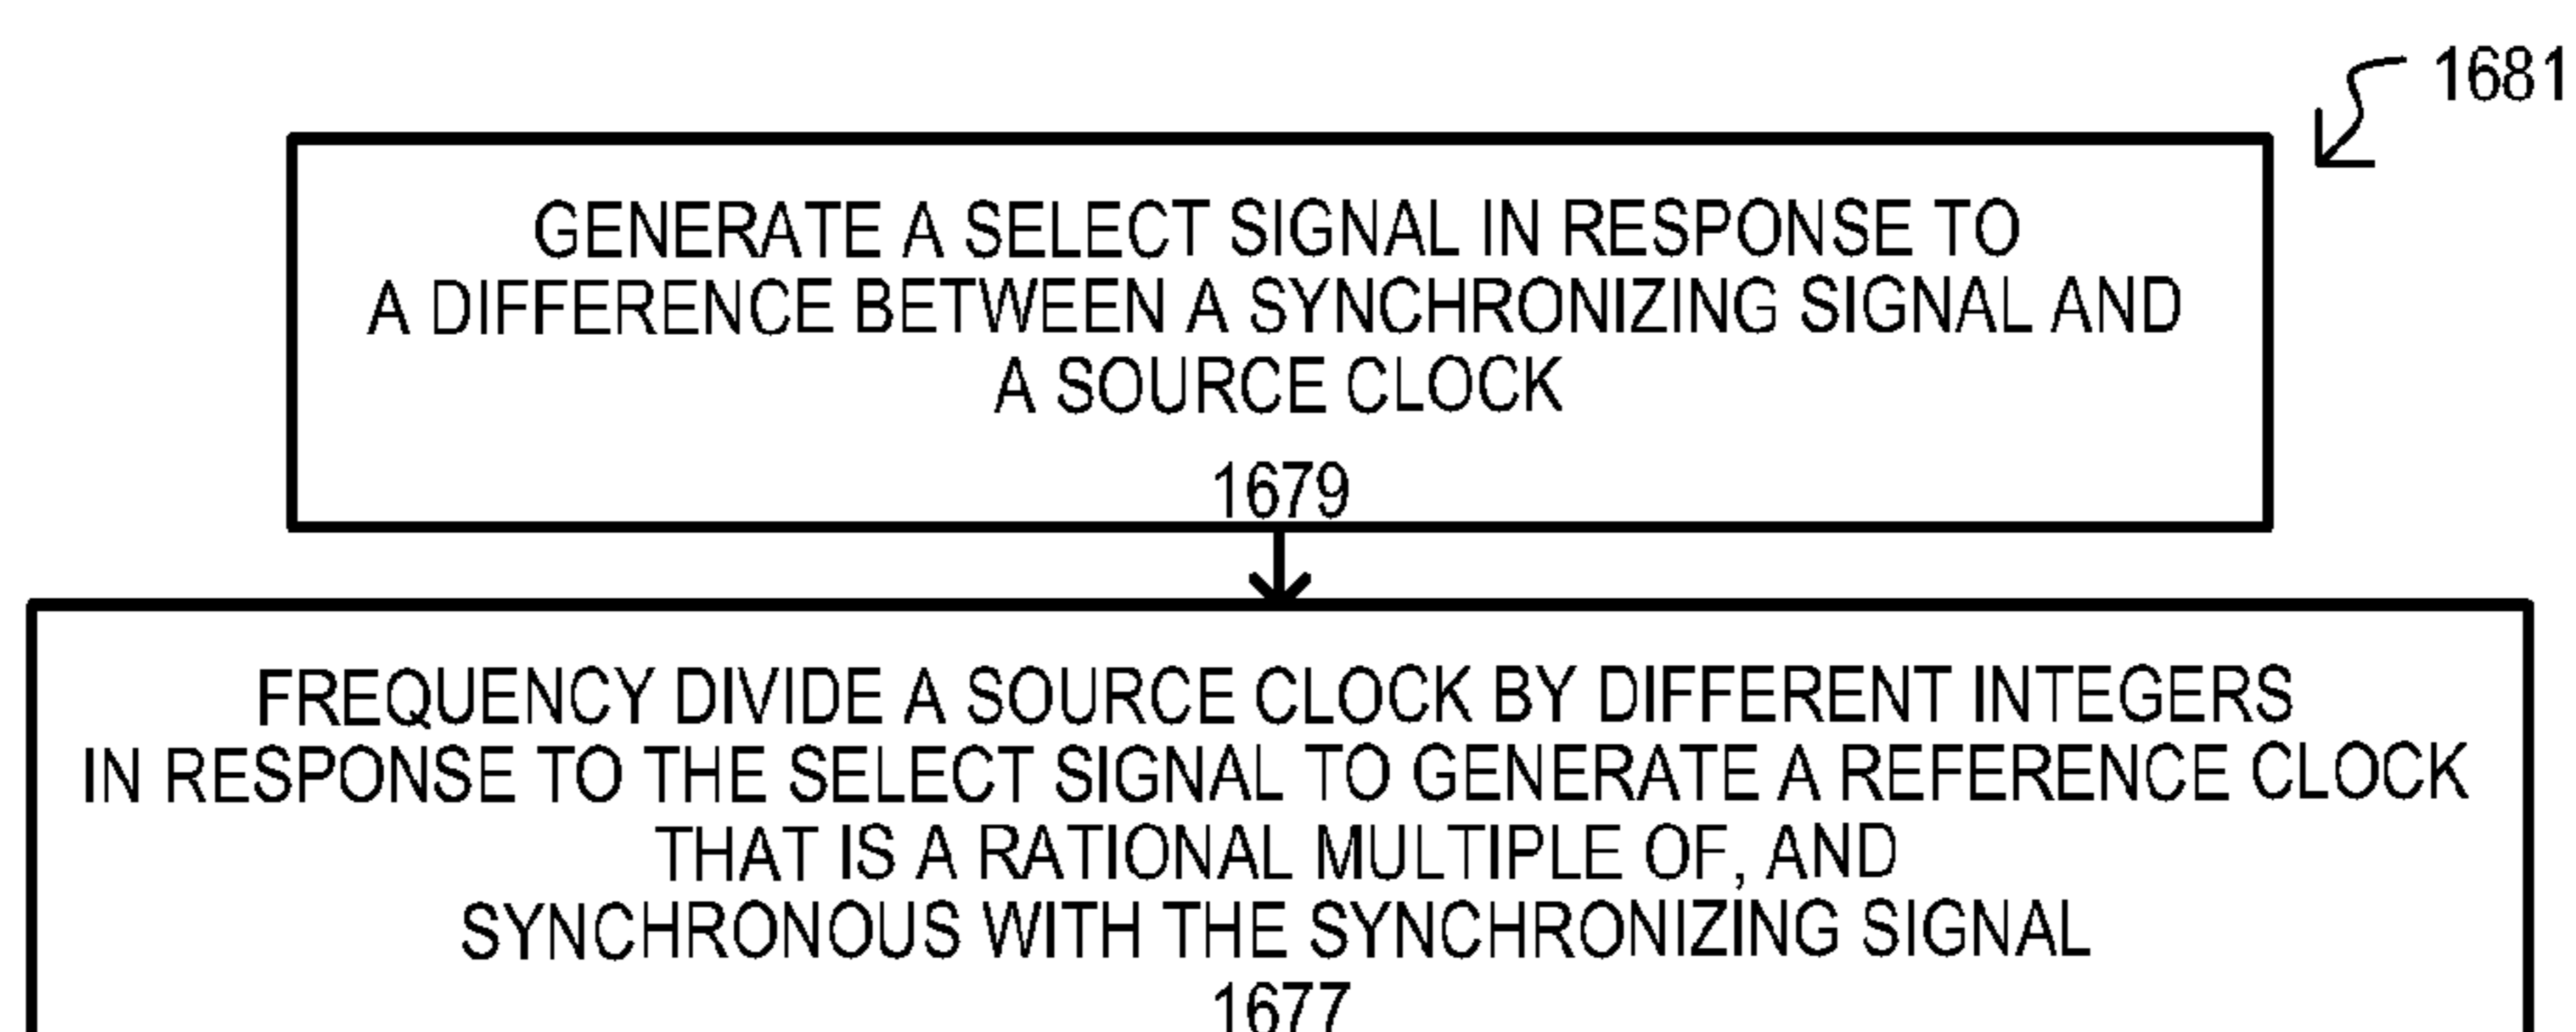 1681
GENERATE A SELECT SIGNAL IN RESPONSE TO
A DIFFERENCE BETWEEN A SYNCHRONIZING SIGNAL AND
A SOURCE CLOCK
1679
FREQUENCY DIVIDE A SOURCE CLOCK BY DIFFERENT INTEGERS
IN RESPONSE TO THE SELECT SIGNAL TO GENERATE A REFERENCE CLOCK
THAT IS A RATIONAL MULTIPLE OF, AND
SYNCHRONOUS WITH THE SYNCHRONIZING SIGNAL
1677